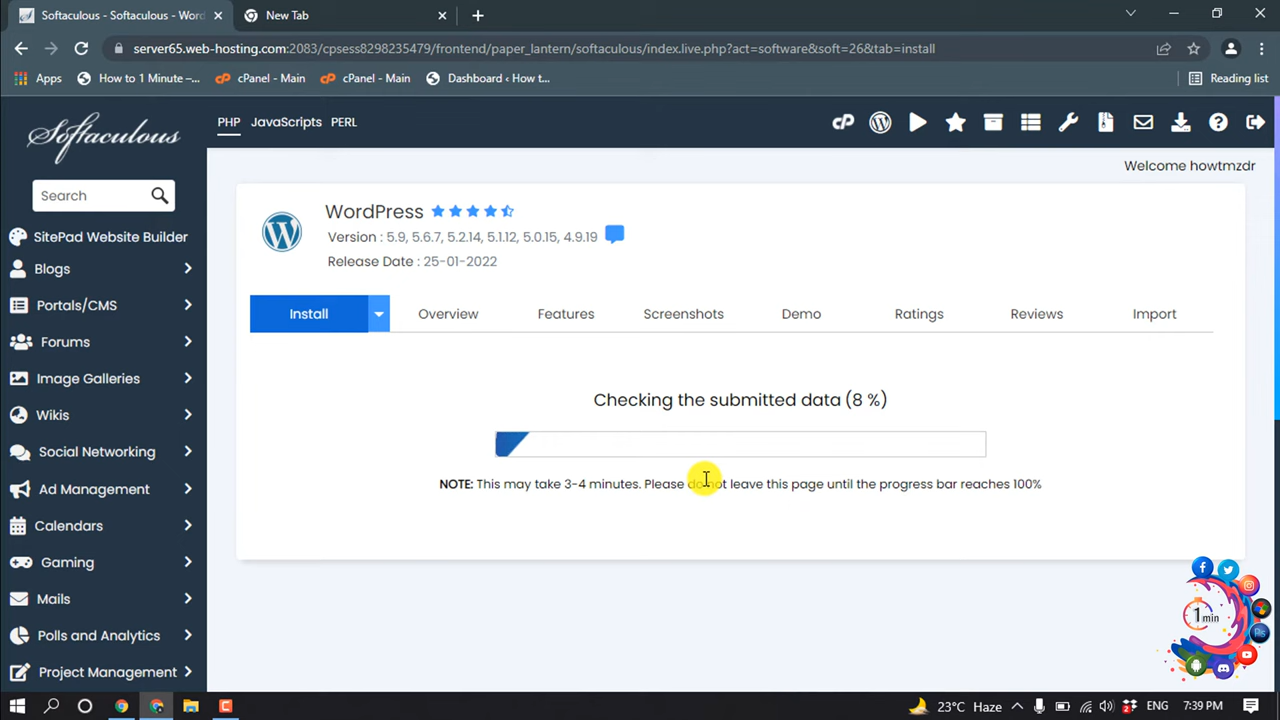 Softaculous - Softaculous - Wor
New Tab
server65.web-hosting.com:2083/cpsess8298235479/frontend/paper_lantern/softaculous/index.live.php?act=software&soft=26&tab=install
Apps
How to 1 Minute –...
cPanel - Main
cPanel - Main
Dashboard ‹ How t...
Reading list
Softaculous
PHP
JavaScripts
PERL
cP
Welcome howtmzdr
Search
SitePad Website Builder
Blogs
Portals/CMS
Forums
Image Galleries
Wikis
Social Networking
Ad Management
Calendars
Gaming
Mails
Polls and Analytics
Project Management
WordPress
Version : 5.9, 5.6.7, 5.2.14, 5.1.12, 5.0.15, 4.9.19
Release Date : 25-01-2022
Install
Overview
Features
Screenshots
Demo
Ratings
Reviews
Import
Checking the submitted data (8 %)
NOTE: This may take 3-4 minutes. Please do not leave this page until the progress bar reaches 100%
1 min
23°C Haze
ENG
7:39 PM